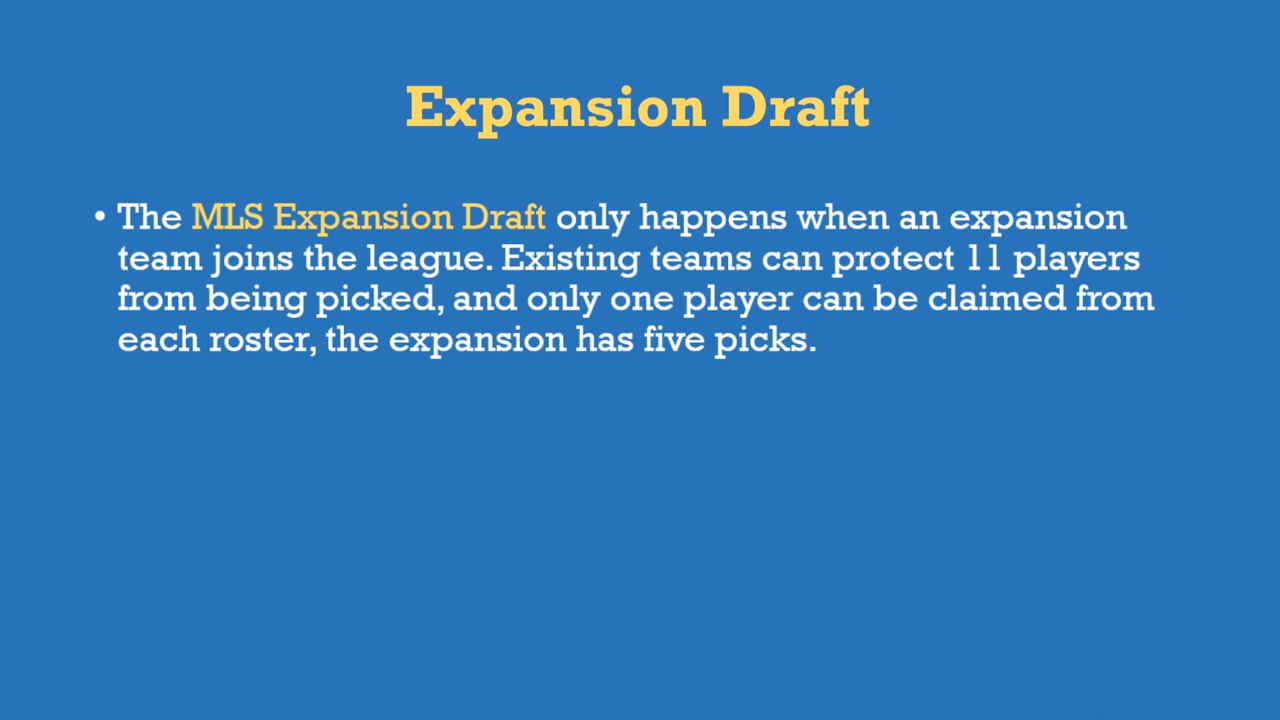 Expansion Draft
• The MLS Expansion Draft only happens when an expansion
team joins the league. Existing teams can protect 11 players
from being picked, and only one player can be claimed from
each roster, the expansion has five picks.